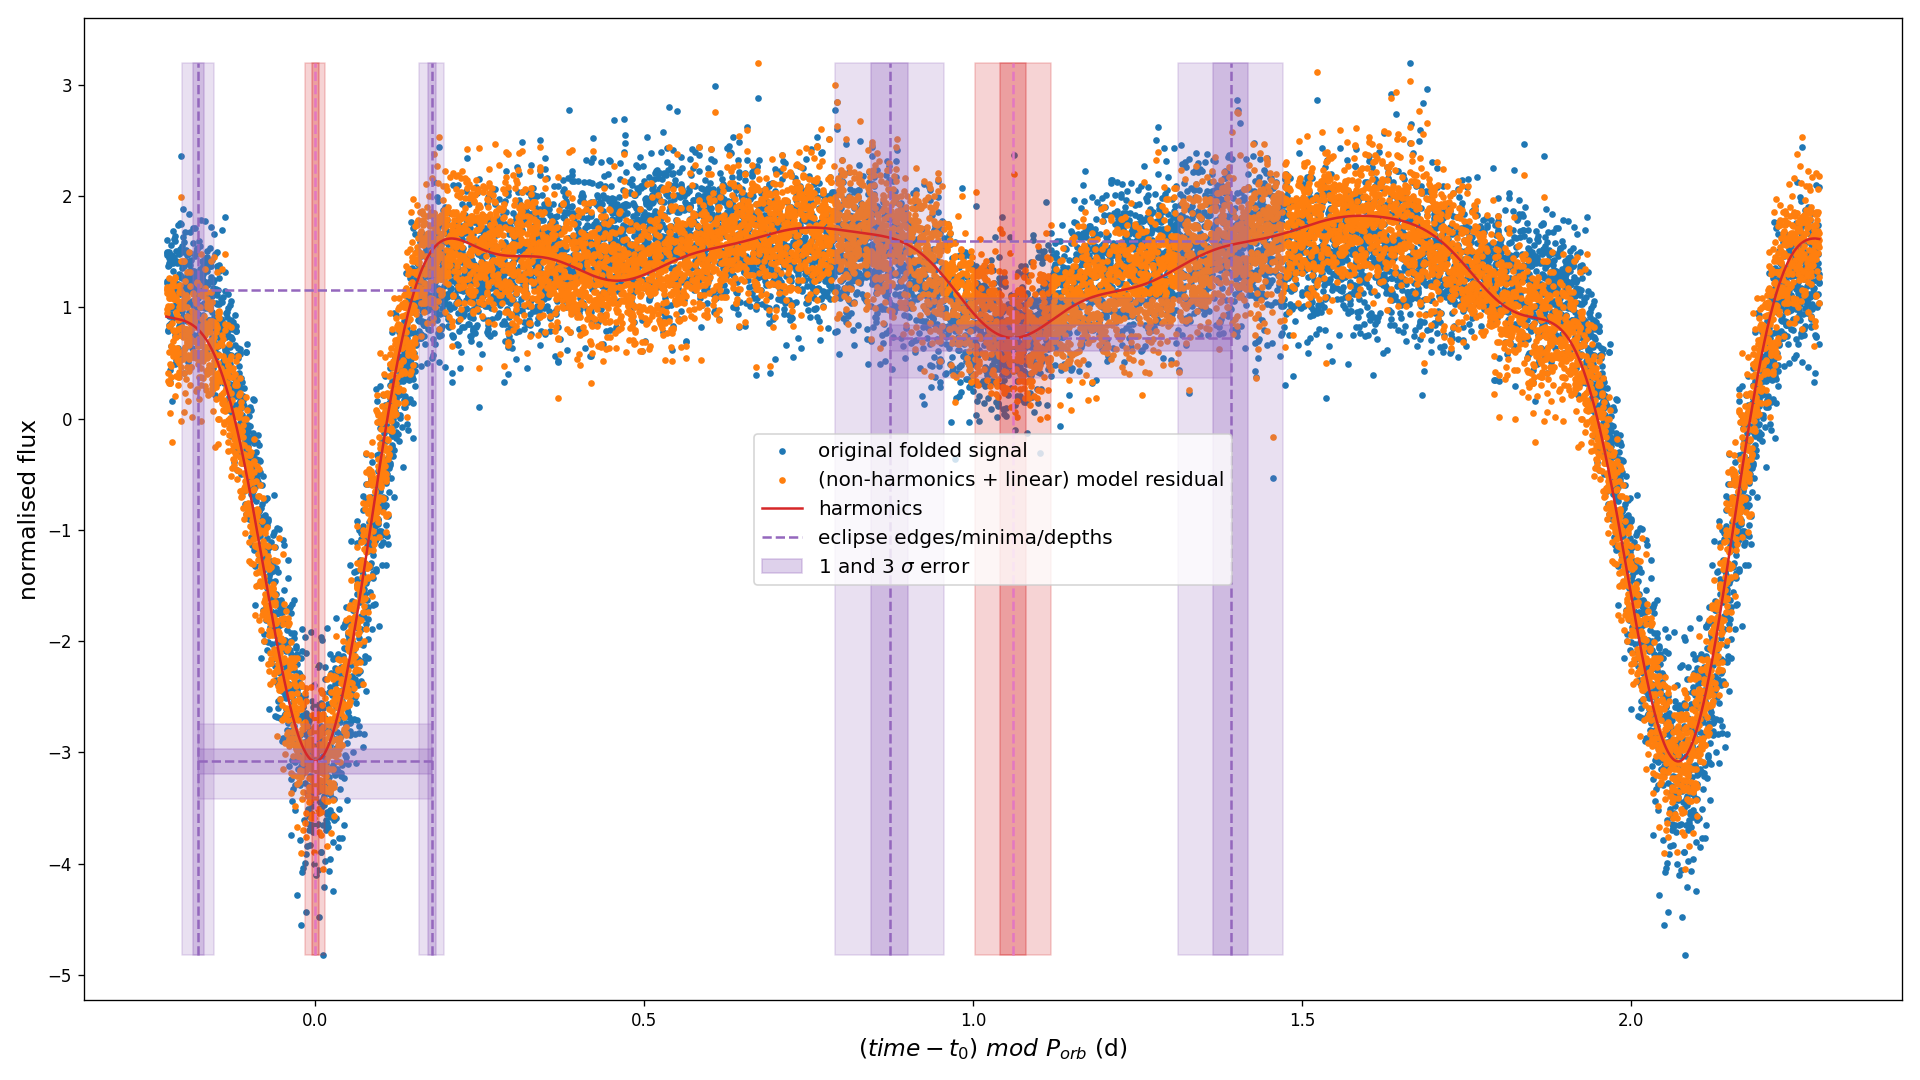 normalised flux
3
2
1
0
−1
−2
−3
−4
−5
original folded signal
(non-harmonics + linear) model residual
harmonics
eclipse edges/minima/depths
1 and 3 σ error
0.0 0.5 1.0 1.5 2.0
(time − t₀) mod Pₒᵣb (d)